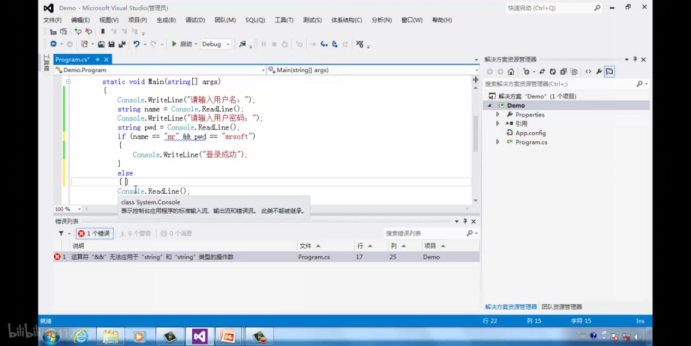 Demo - Microsoft Visual Studio(管理员)
快速启动 (Ctrl+Q)
文件(F) 编辑(E) 视图(V) 项目(P) 生成(B) 调试(D) 团队(M) SQL(Q) 工具(T) 测试(S) 体系结构(C) 分析(N) 窗口(W) 帮助(H)
启动 Debug
Program.cs*
Demo.Program
Main(string[] args)
static void Main(string[] args)
{
Console.WriteLine("请输入用户名：");
string name = Console.ReadLine();
Console.WriteLine("请输入用户密码：");
string pwd = Console.ReadLine();
if (name == "mr" && pwd == "mrsoft")
{
Console.WriteLine("登录成功");
}
else
{}
Console.ReadLine();
class System.Console
表示控制台应用程序的标准输入流、输出流和错误流。 此类不能被继承。
100 %
错误列表
1 个错误
0 个警告
0 个消息
搜索错误列表
说明 文件 行 列 项目
1 运算符 "&&" 无法应用于 "string" 和 "string" 类型的操作数 Program.cs 17 25 Demo
解决方案资源管理器
搜索解决方案资源管理器(Ctrl+;)
解决方案 "Demo" (1 个项目)
Demo
Properties
引用
App.config
Program.cs
解决方案资源管理器 团队资源管理器
就绪
行 22 列 15 字符 15 Ins
bilibili